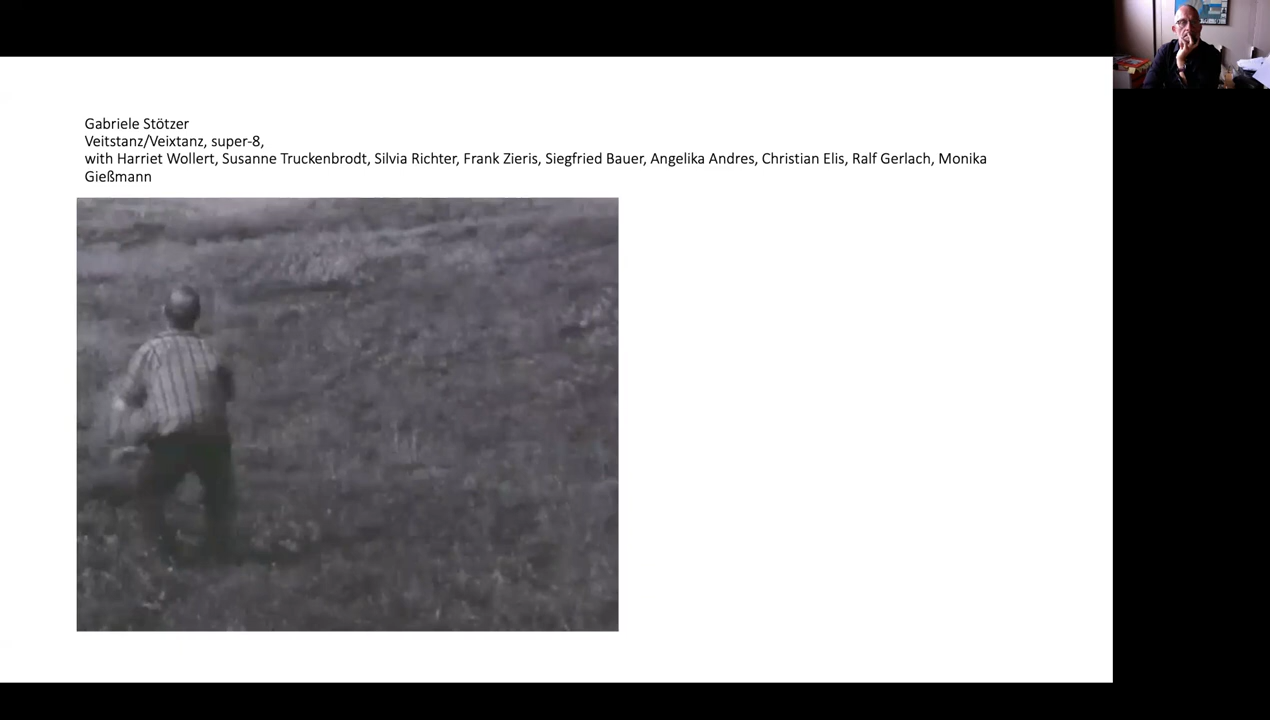 Gabriele Stötzer
Veitstanz/Veixtanz, super-8,
with Harriet Wollert, Susanne Truckenbrodt, Silvia Richter, Frank Zieris, Siegfried Bauer, Angelika Andres, Christian Elis, Ralf Gerlach, Monika
Gießmann